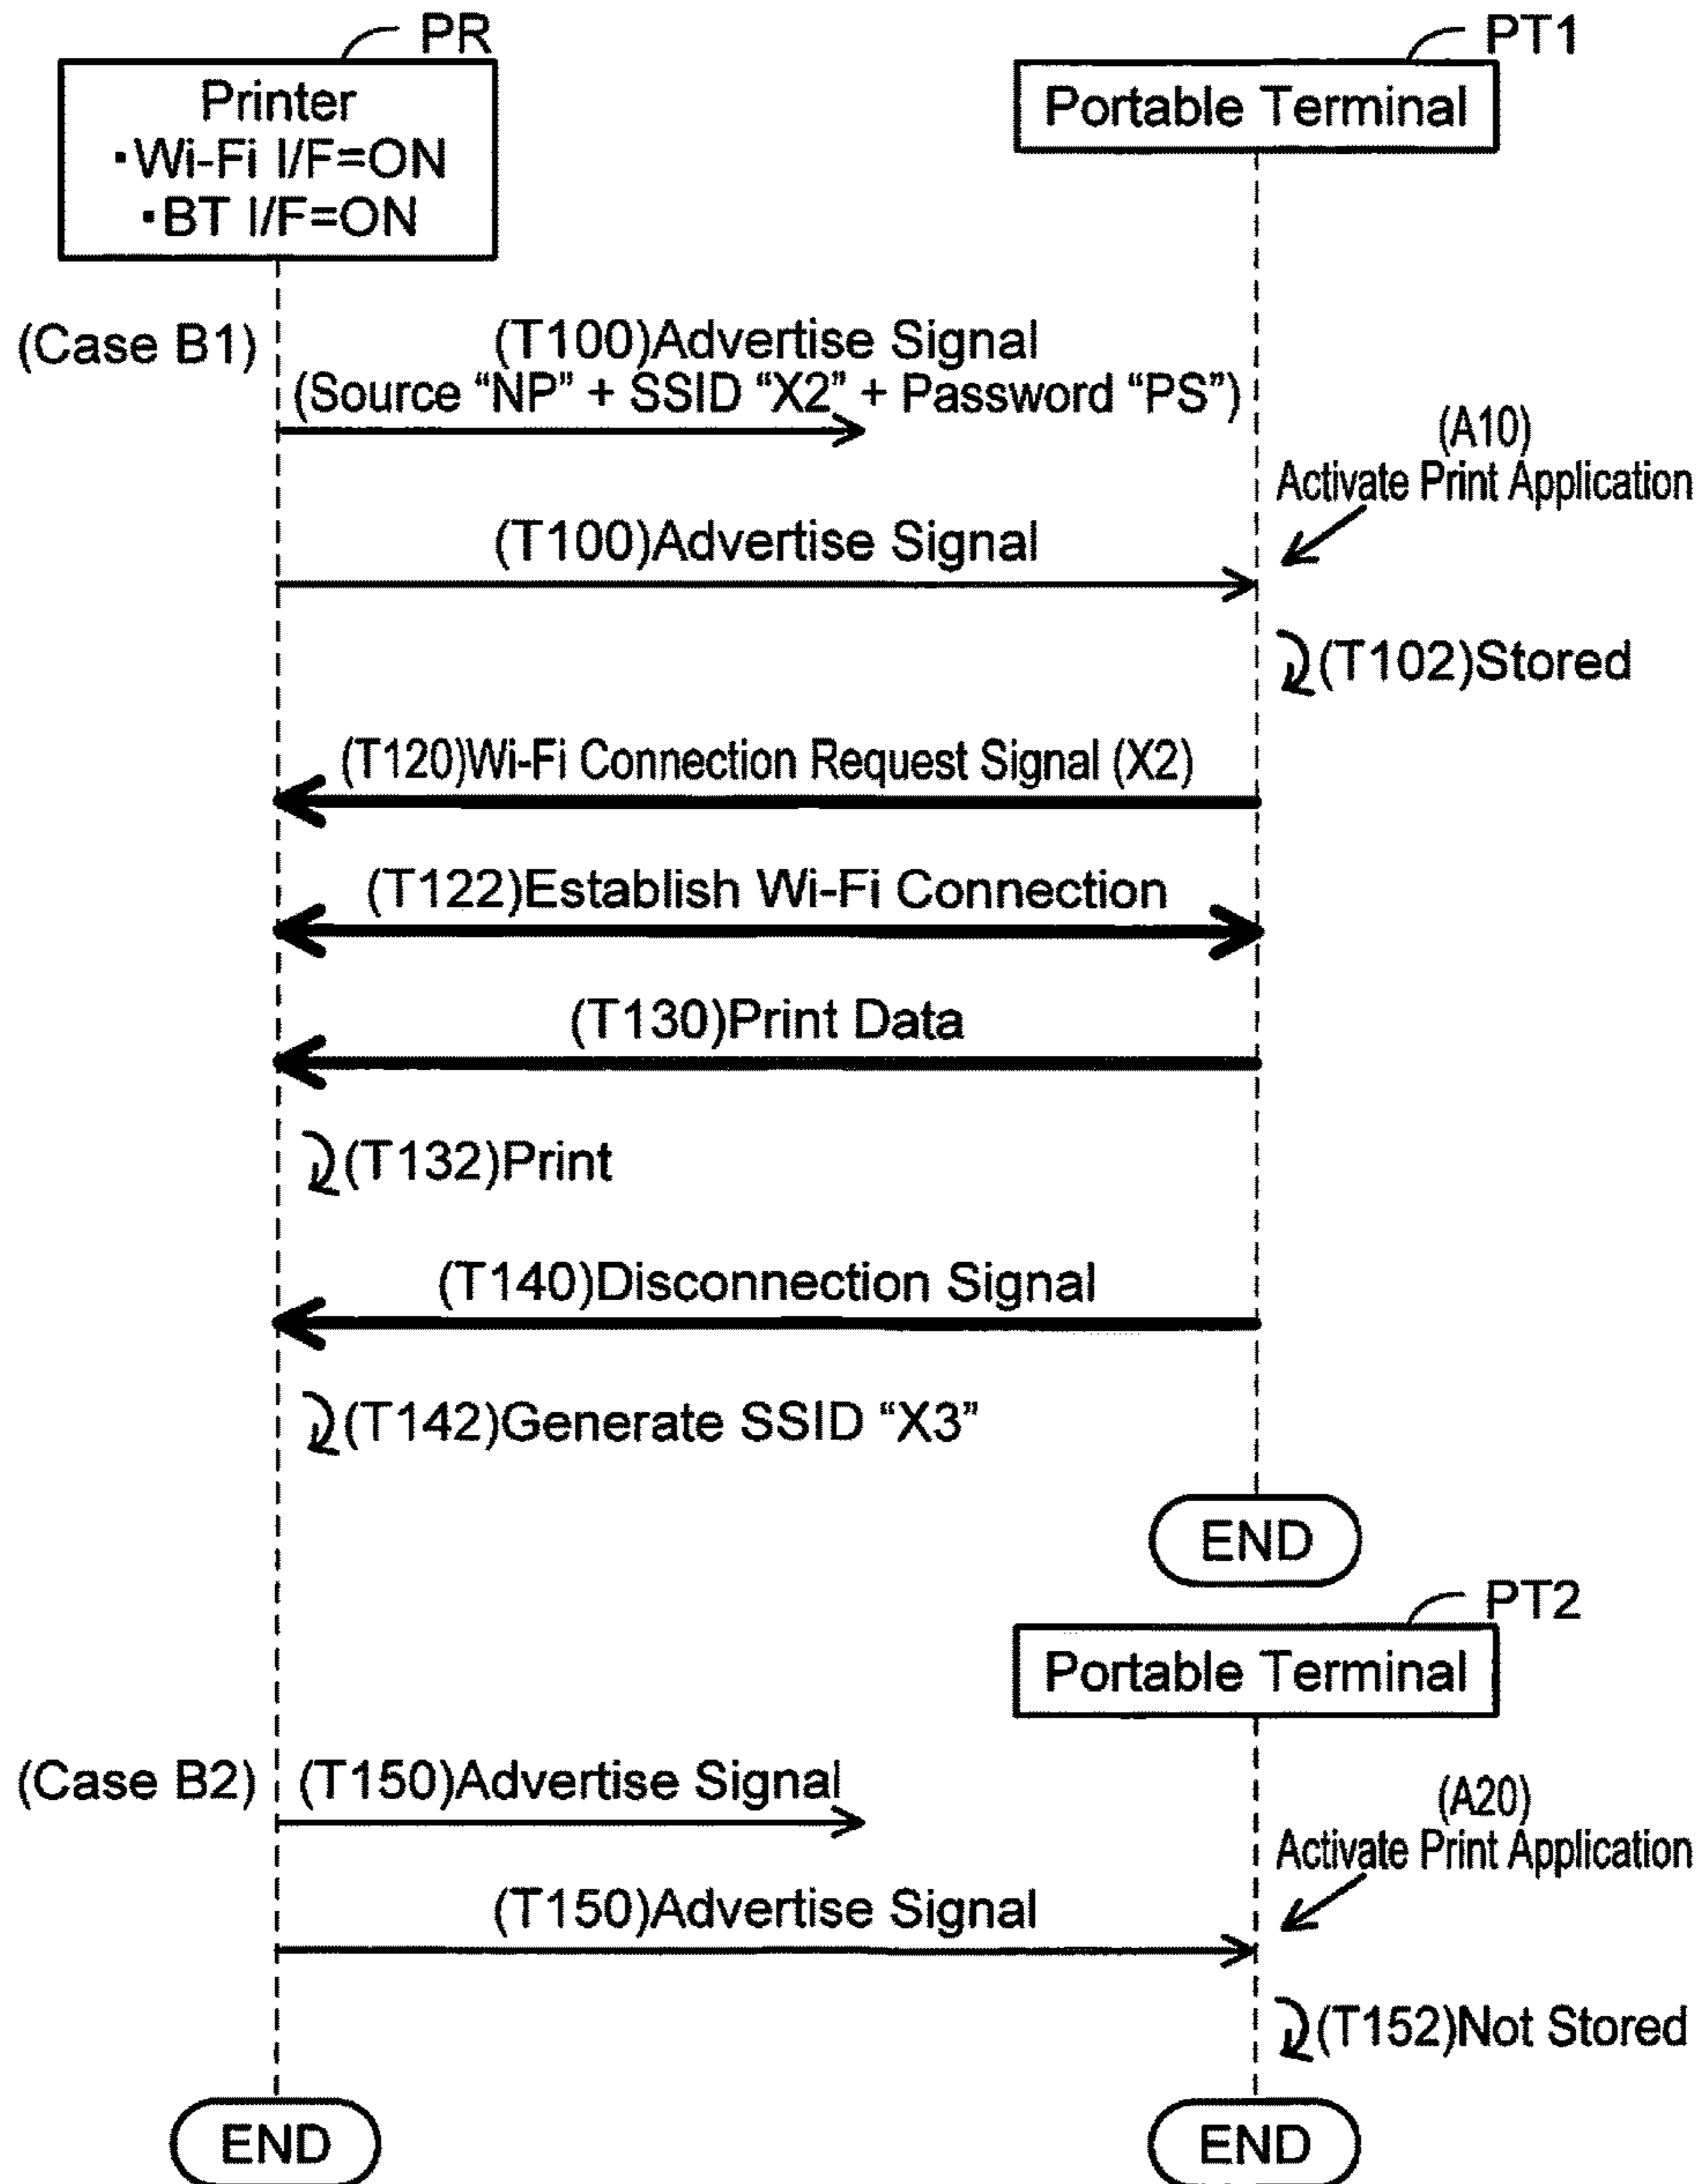 PR
PT1
Printer
·Wi-Fi I/F=ON
·BT I/F=ON
Portable Terminal
(Case B1)
(T100)Advertise Signal
(Source “NP” + SSID “X2” + Password “PS”)
(A10)
Activate Print Application
(T100)Advertise Signal
(T102)Stored
(T120)Wi-Fi Connection Request Signal (X2)
(T122)Establish Wi-Fi Connection
(T130)Print Data
(T132)Print
(T140)Disconnection Signal
(T142)Generate SSID “X3”
END
PT2
Portable Terminal
(Case B2)
(T150)Advertise Signal
(A20)
Activate Print Application
(T150)Advertise Signal
(T152)Not Stored
END
END